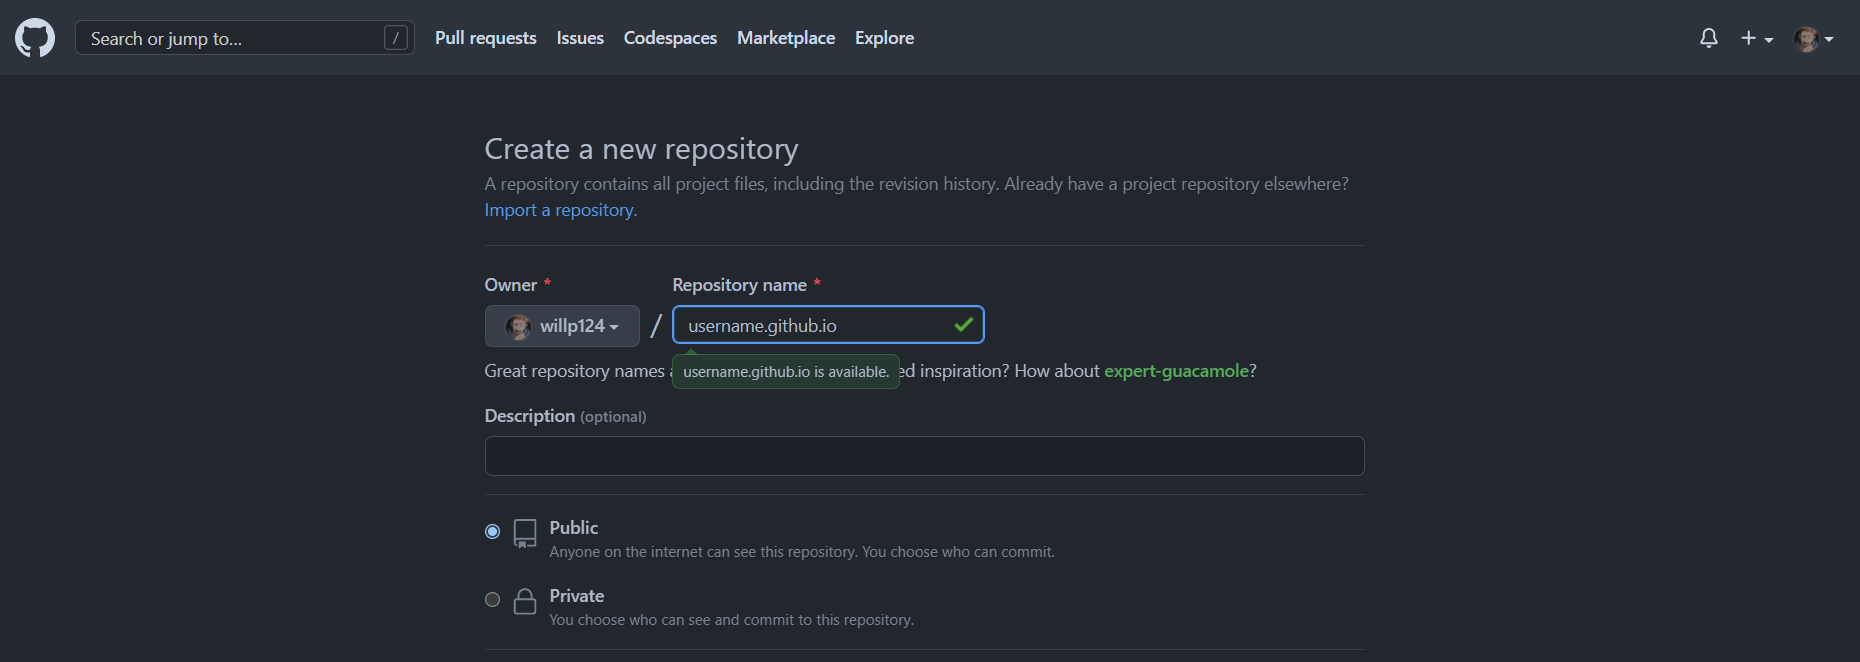 Search or jump to... /
Pull requests Issues Codespaces Marketplace Explore
Create a new repository
A repository contains all project files, including the revision history. Already have a project repository elsewhere?
Import a repository.
Owner * Repository name *
willp124 / username.github.io
Great repository names a ed inspiration? How about expert-guacamole?
username.github.io is available.
Description (optional)
Public
Anyone on the internet can see this repository. You choose who can commit.
Private
You choose who can see and commit to this repository.